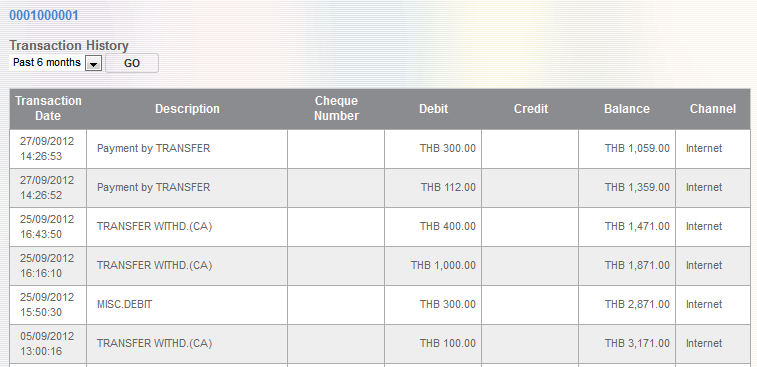 0001000001
Transaction History
Past 6 months GO
Transaction Date Description Cheque Number Debit Credit Balance Channel
27/09/2012 14:26:53 Payment by TRANSFER THB 300.00 THB 1,059.00 Internet
27/09/2012 14:26:52 Payment by TRANSFER THB 112.00 THB 1,359.00 Internet
25/09/2012 16:43:50 TRANSFER WITHD.(CA) THB 400.00 THB 1,471.00 Internet
25/09/2012 16:16:10 TRANSFER WITHD.(CA) THB 1,000.00 THB 1,871.00 Internet
25/09/2012 15:50:30 MISC.DEBIT THB 300.00 THB 2,871.00 Internet
05/09/2012 13:00:16 TRANSFER WITHD.(CA) THB 100.00 THB 3,171.00 Internet